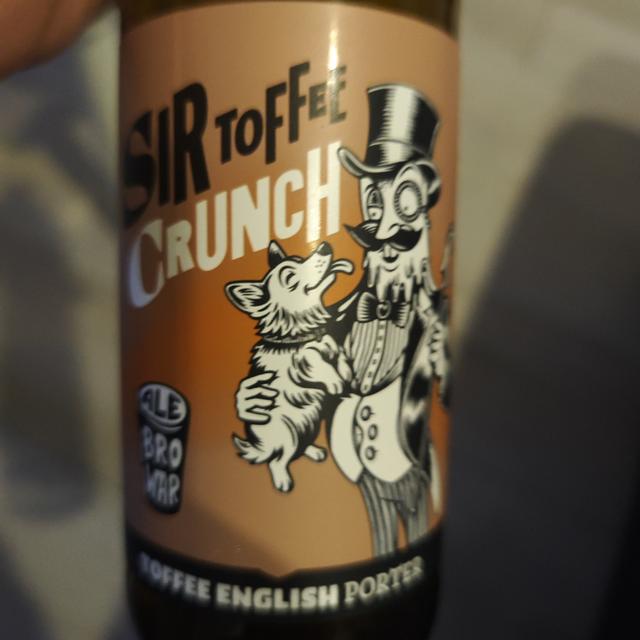 SIR TOFFEE
CRUNCH
ALE
BRO
WAR
TOFFEE ENGLISH PORTER